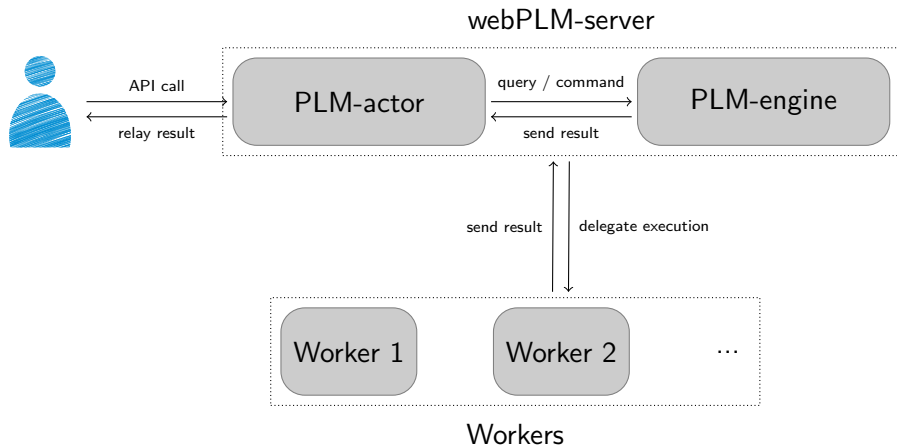 webPLM-server
API call
relay result
PLM-actor
query / command
send result
PLM-engine
send result
delegate execution
Worker 1
Worker 2
...
Workers